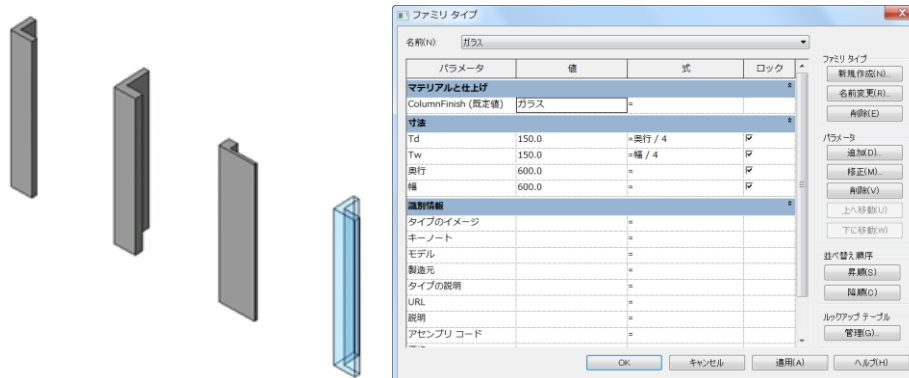 ファミリ タイプ
名前(N):
ガラス
パラメータ 値 式 ロック
マテリアルと仕上げ
ColumnFinish (既定値) ガラス =
寸法
Td 150.0 =奥行 / 4
Tw 150.0 =幅 / 4
奥行 600.0 =
幅 600.0 =
識別情報
タイプのイメージ =
キーノート =
モデル =
製造元 =
タイプの説明 =
URL =
説明 =
アセンブリ コード =
ファミリ タイプ
新規作成(N)...
名前変更(R)...
削除(E)
パラメータ
追加(D)...
修正(M)...
削除(V)
上へ移動(U)
下に移動(W)
並べ替え順序
昇順(S)
降順(C)
ルックアップ テーブル
管理(G)...
OK キャンセル 適用(A) ヘルプ(H)